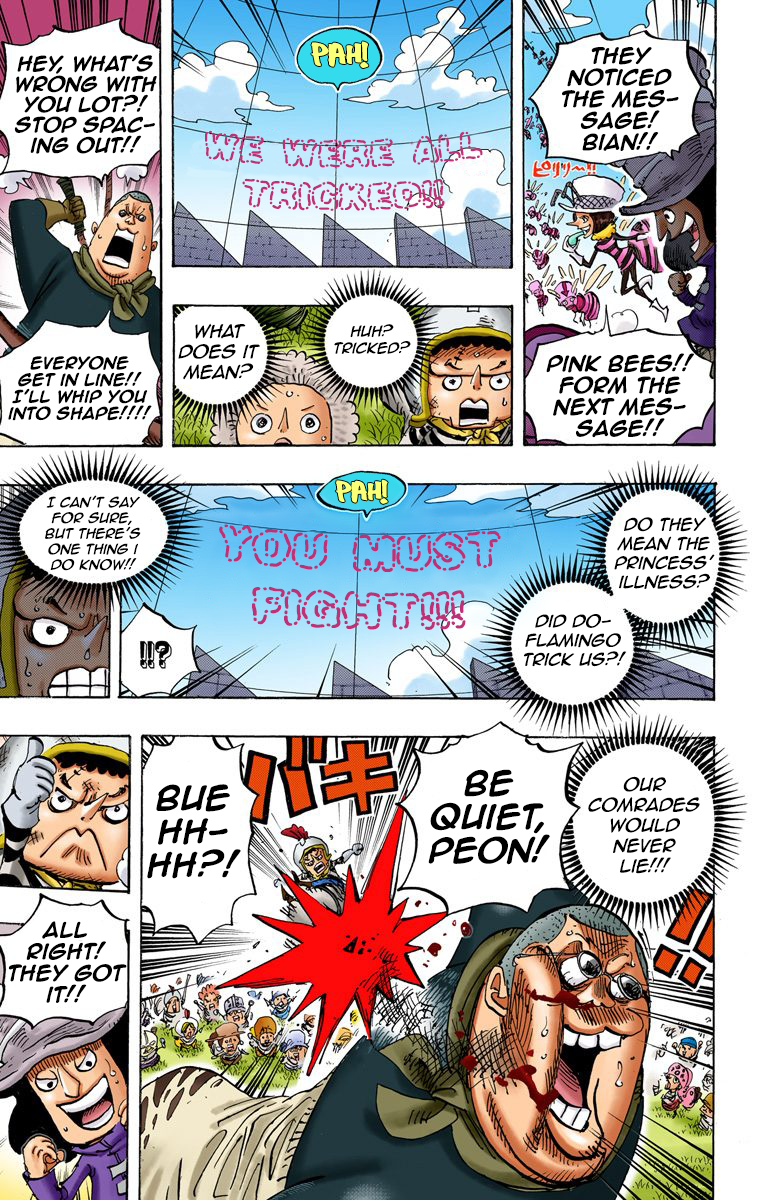 THEY
NOTICED
THE MES-
SAGE!
BIAN!!
ピリリ〜!!
PINK BEES!!
FORM THE
NEXT MES-
SAGE!!
PAH!
WE WERE ALL
TRICKED!!
HEY, WHAT'S
WRONG WITH
YOU LOT?!
STOP SPAC-
ING OUT!!
EVERYONE
GET IN LINE!!
I'LL WHIP YOU
INTO SHAPE!!!!
HUH?
TRICKED?
WHAT
DOES IT
MEAN?
DO THEY
MEAN THE
PRINCESS'
ILLNESS?
DID DO-
FLAMINGO
TRICK US?!
PAH!
YOU MUST
FIGHT!!!
!!?
I CAN'T SAY
FOR SURE,
BUT THERE'S
ONE THING I
DO KNOW!!
OUR
COMRADES
WOULD
NEVER
LIE!!!
BE
QUIET,
PEON!
バキ
BUE
HH-
HH?!
!!
ALL
RIGHT!
THEY GOT
IT!!